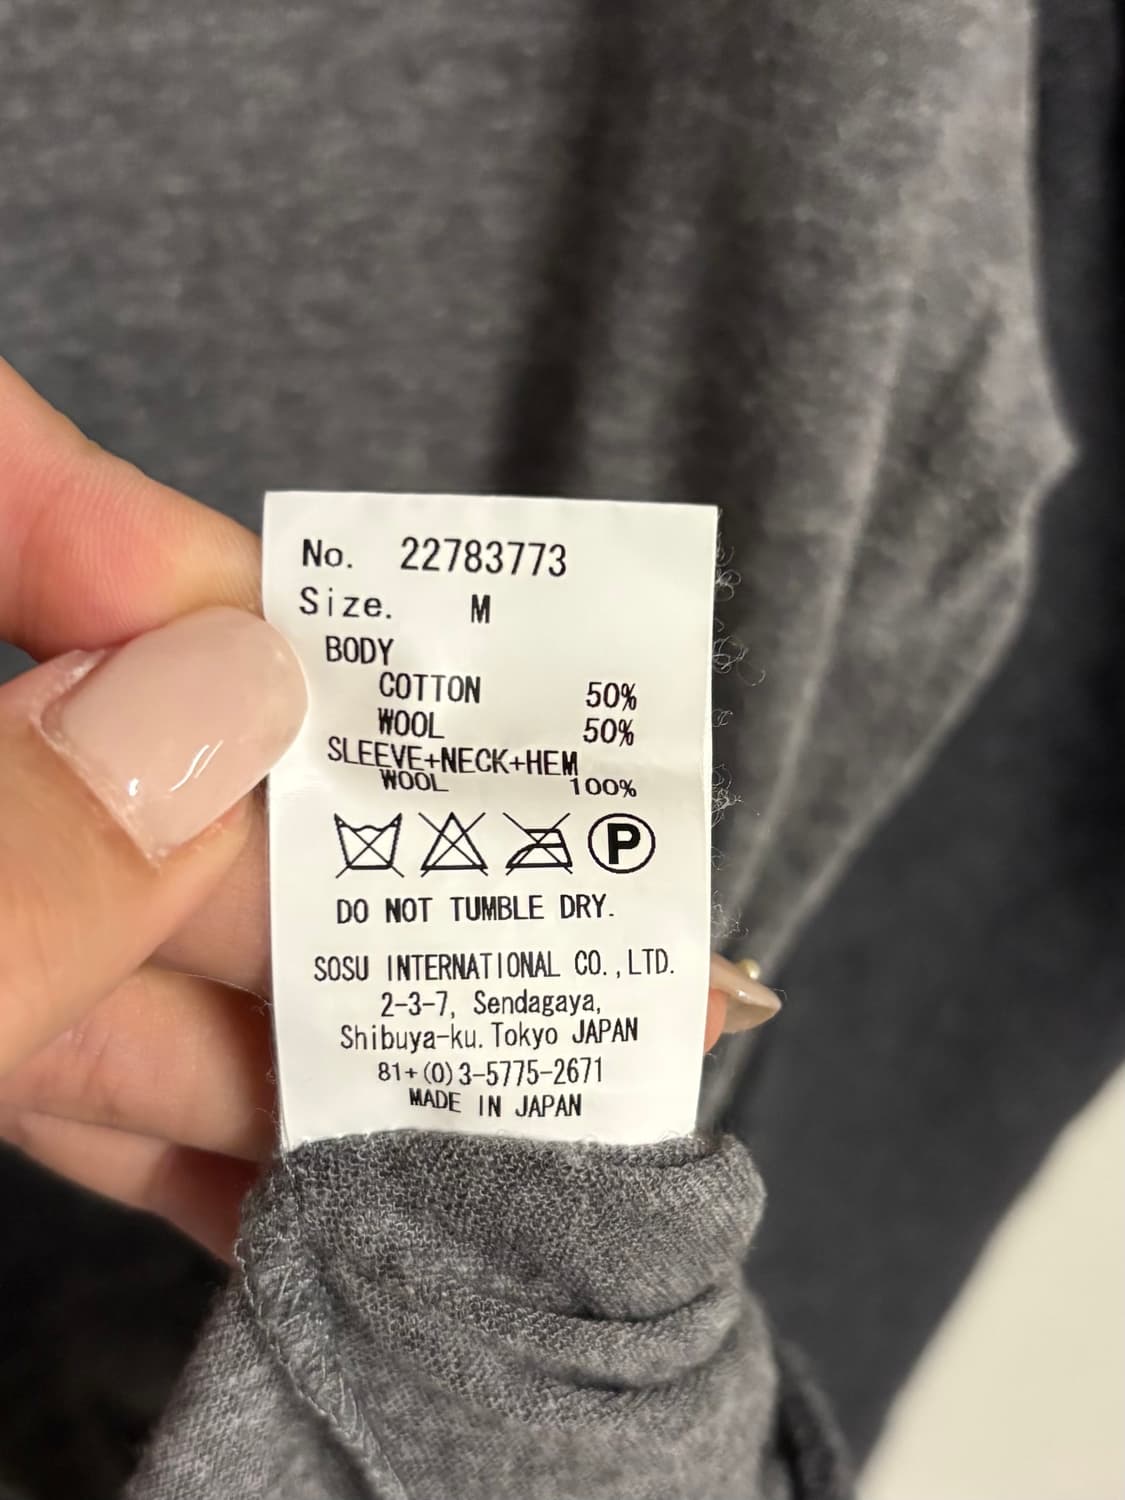 No. 22783773
Size. M
BODY
COTTON 50%
WOOL 50%
SLEEVE+NECK+HEM
WOOL 100%
P
DO NOT TUMBLE DRY.
SOSU INTERNATIONAL CO.,LTD.
2-3-7, Sendagaya,
Shibuya-ku. Tokyo JAPAN
81+(0)3-5775-2671
MADE IN JAPAN